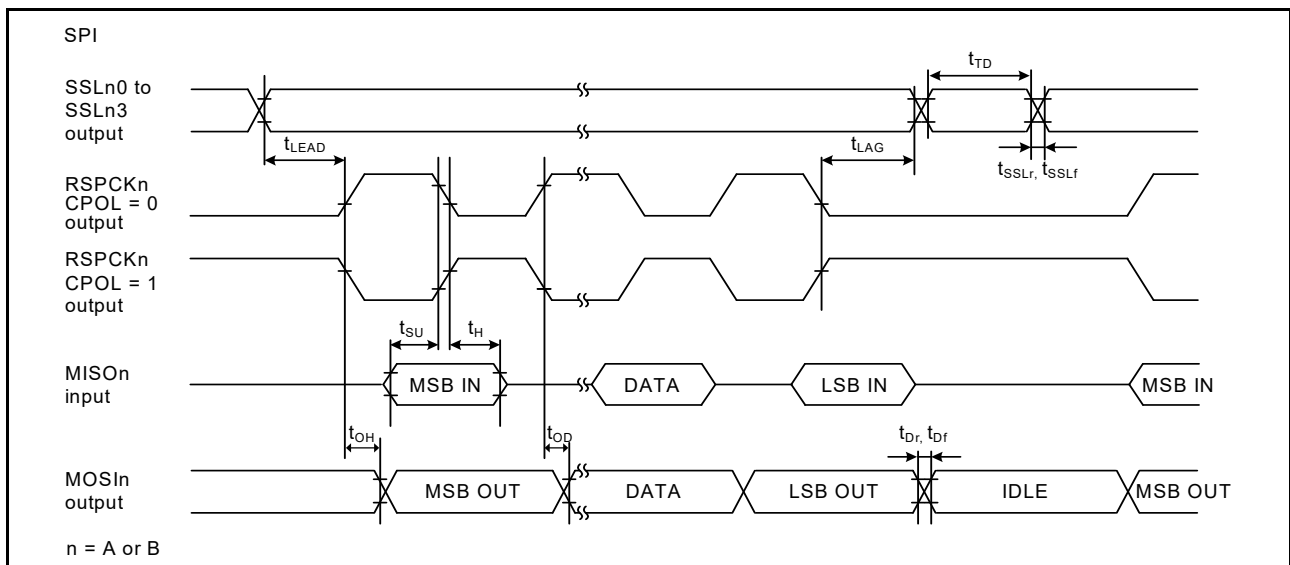 SPI
SSLn0 to
SSLn3
output
tTD
tLEAD
tLAG
tSSLr, tSSLf
RSPCKn
CPOL = 0
output
RSPCKn
CPOL = 1
output
tSU
tH
MISOn
input
MSB IN
DATA
LSB IN
MSB IN
tOH
tOD
tDr, tDf
MOSIn
output
MSB OUT
DATA
LSB OUT
IDLE
MSB OUT
n = A or B